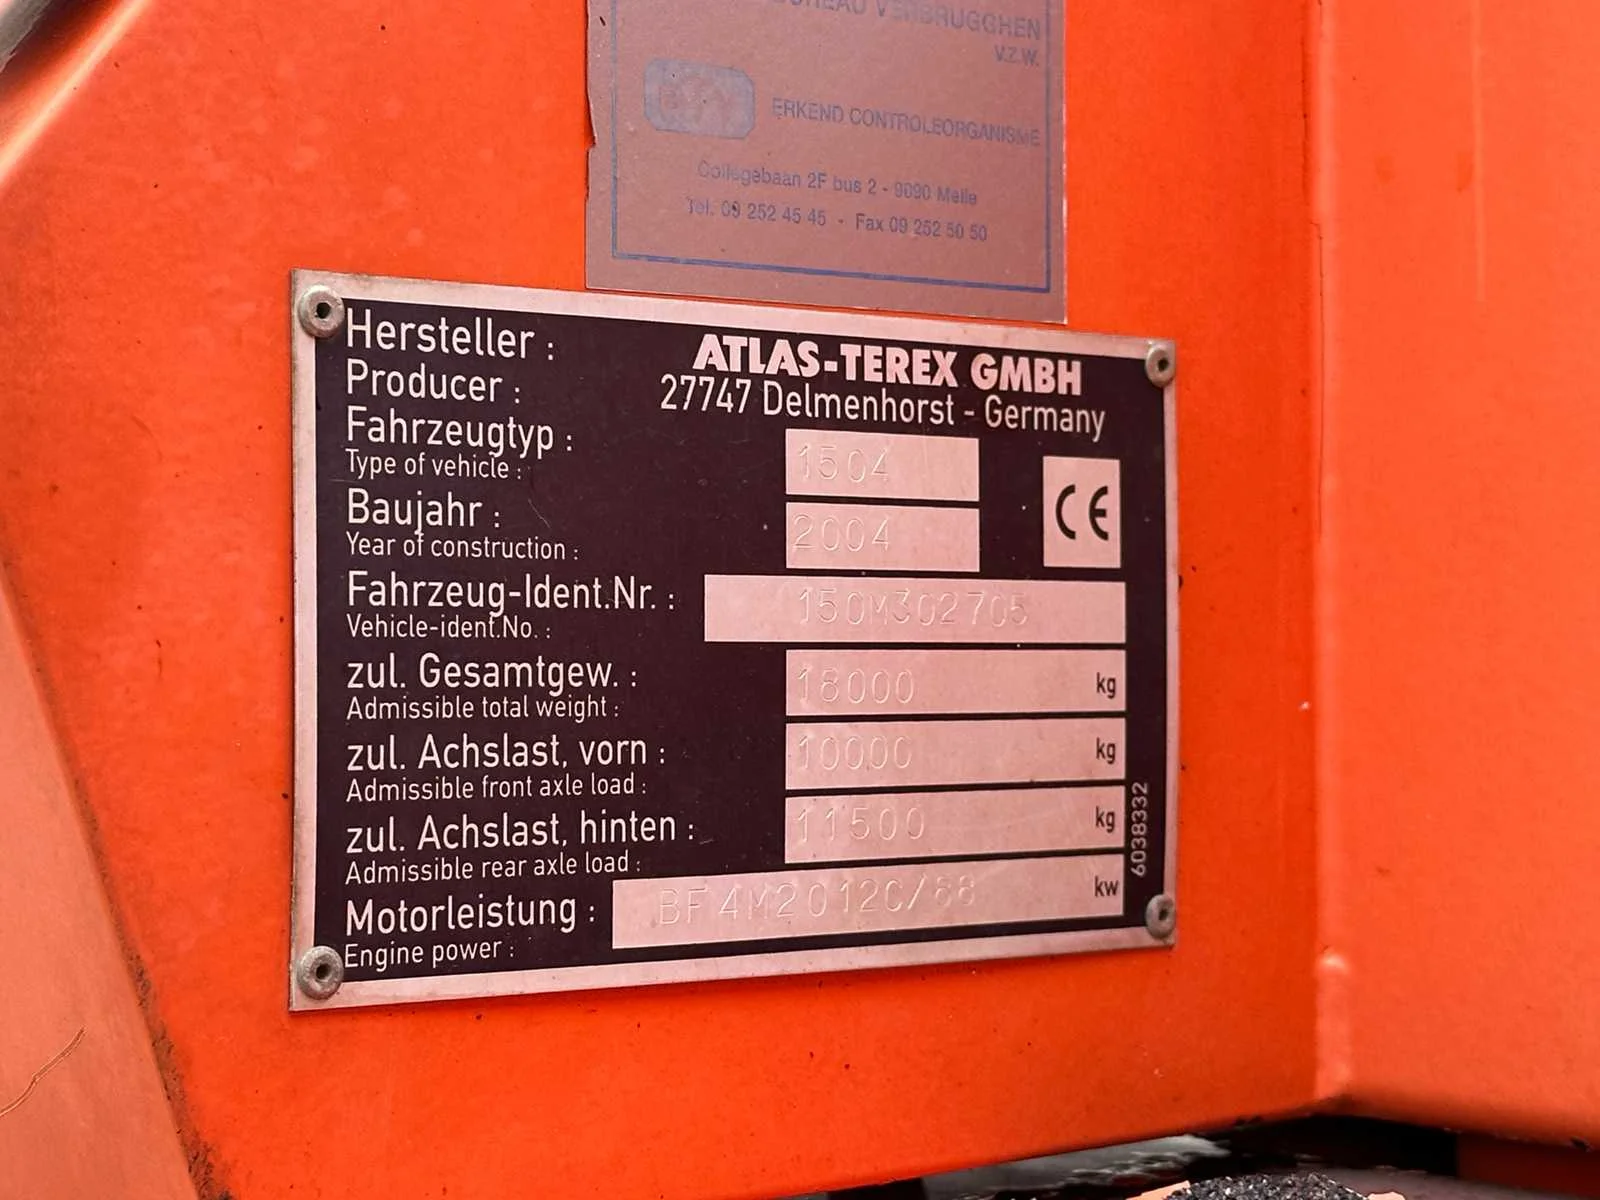 VERBRUGGHEN
V.Z.W.
ERKEND CONTROLEORGANISME
Collegebaan 2F bus 2 - 9090 Melle
Tel. 09 252 45 45 - Fax 09 252 50 50
Hersteller :
Producer :
ATLAS-TEREX GMBH
27747 Delmenhorst - Germany
Fahrzeugtyp :
Type of vehicle :
1504
CE
Baujahr :
Year of construction :
2004
Fahrzeug-Ident.Nr. :
Vehicle-ident.No. :
150M302705
zul. Gesamtgew. :
Admissible total weight :
18000 kg
zul. Achslast, vorn :
Admissible front axle load :
10000 kg
zul. Achslast, hinten :
Admissible rear axle load :
11500 kg
Motorleistung :
Engine power :
BF4M2012C/88 kw
6038332